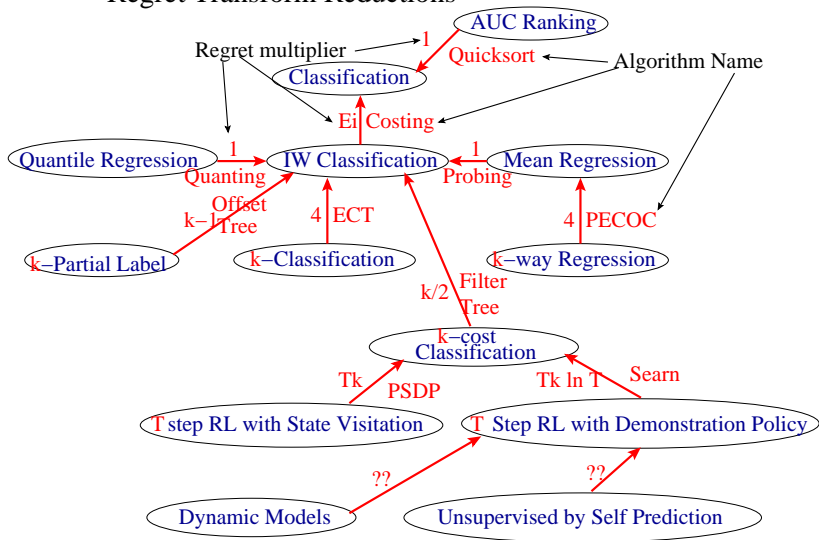 Regret Transform Reductions
AUC Ranking
Regret multiplier
1
Quicksort
Algorithm Name
Classification
Ei Costing
Quantile Regression
1
Quanting
IW Classification
1
Probing
Mean Regression
k−1
Offset
Tree
4 ECT
4 PECOC
k−Partial Label
k−Classification
k−way Regression
k/2
Filter
Tree
k−cost
Classification
Tk
PSDP
Tk ln T
Searn
T step RL with State Visitation
T Step RL with Demonstration Policy
??
??
Dynamic Models
Unsupervised by Self Prediction